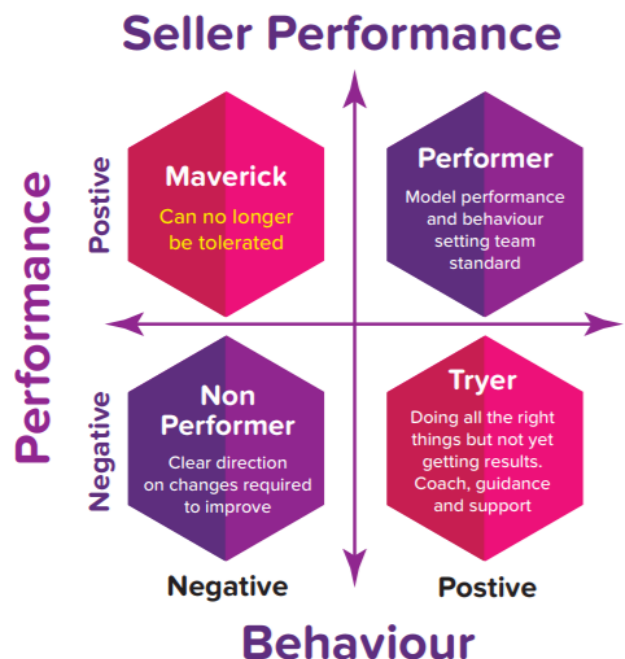 Seller Performance
Performance
Postive
Maverick
Can no longer
be tolerated
Performer
Model performance
and behaviour
setting team
standard
Negative
Non
Performer
Clear direction
on changes required
to improve
Tryer
Doing all the right
things but not yet
getting results.
Coach, guidance
and support
Negative
Postive
Behaviour